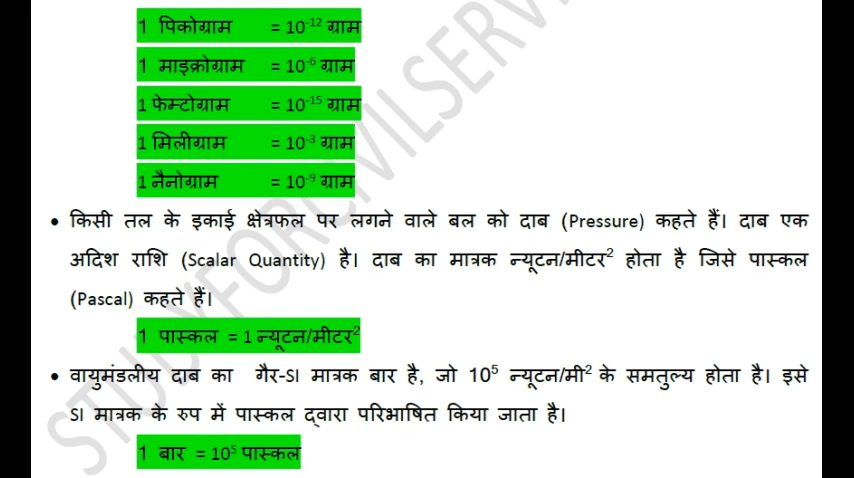 1 पिकोग्राम = 10⁻¹² ग्राम
1 माइक्रोग्राम = 10⁻⁶ ग्राम
1 फेम्टोग्राम = 10⁻¹⁵ ग्राम
1 मिलीग्राम = 10⁻³ ग्राम
1 नैनोग्राम = 10⁻⁹ ग्राम
• किसी तल के इकाई क्षेत्रफल पर लगने वाले बल को दाब (Pressure) कहते हैं। दाब एक
अदिश राशि (Scalar Quantity) है। दाब का मात्रक न्यूटन/मीटर² होता है जिसे पास्कल
(Pascal) कहते हैं।
1 पास्कल = 1 न्यूटन/मीटर²
• वायुमंडलीय दाब का गैर-SI मात्रक बार है, जो 10⁵ न्यूटन/मी² के समतुल्य होता है। इसे
SI मात्रक के रुप में पास्कल द्वारा परिभाषित किया जाता है।
1 बार = 10⁵ पास्कल
STUDYFORCIVILSERV